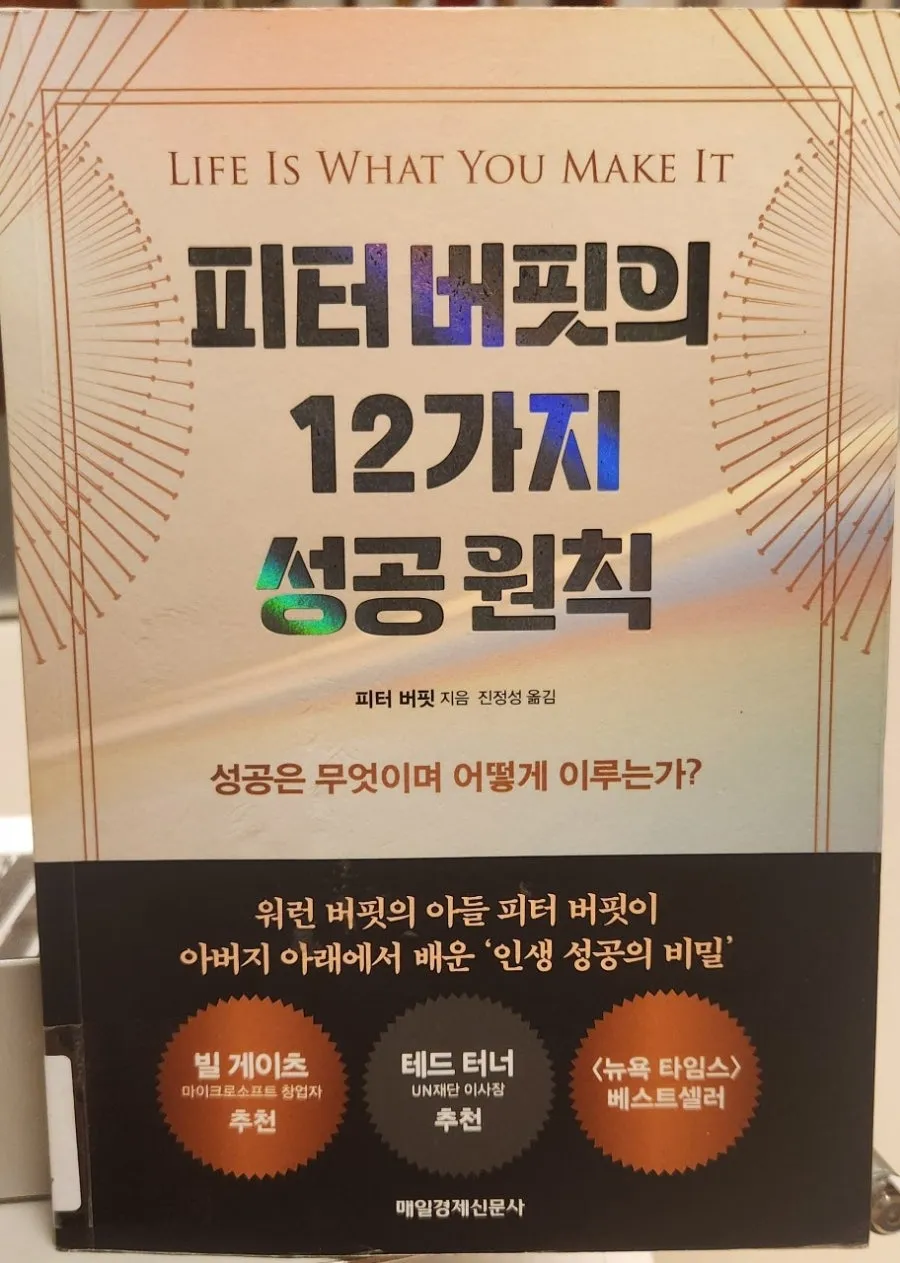 LIFE IS WHAT YOU MAKE IT
피터 버핏의
12가지
성공 원칙
피터 버핏 지음 진정성 옮김
성공은 무엇이며 어떻게 이루는가?
워런 버핏의 아들 피터 버핏이
아버지 아래에서 배운 ‘인생 성공의 비밀’
빌 게이츠
마이크로소프트 창업자
추천
테드 터너
UN재단 이사장
추천
〈뉴욕 타임스〉
베스트셀러
매일경제신문사